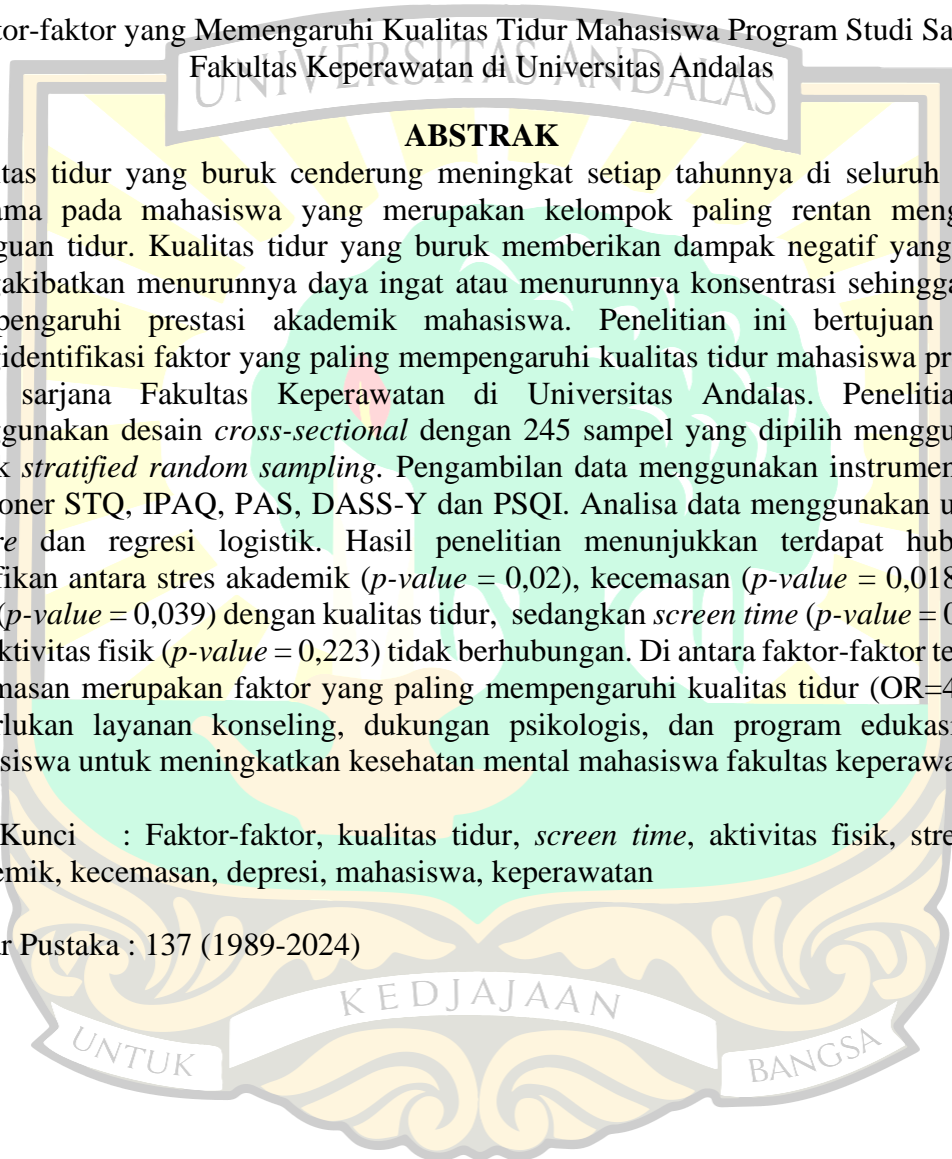 tor-faktor yang Memengaruhi Kualitas Tidur Mahasiswa Program Studi Sa
Fakultas Keperawatan di Universitas Andalas
UNIVERSITAS ANDALAS
ABSTRAK
itas tidur yang buruk cenderung meningkat setiap tahunnya di seluruh
ama pada mahasiswa yang merupakan kelompok paling rentan meng
guan tidur. Kualitas tidur yang buruk memberikan dampak negatif yang
gakibatkan menurunnya daya ingat atau menurunnya konsentrasi sehingga
pengaruhi prestasi akademik mahasiswa. Penelitian ini bertujuan
gidentifikasi faktor yang paling mempengaruhi kualitas tidur mahasiswa pr
sarjana Fakultas Keperawatan di Universitas Andalas. Penelitia
ggunakan desain cross-sectional dengan 245 sampel yang dipilih menggu
k stratified random sampling. Pengambilan data menggunakan instrumen
oner STQ, IPAQ, PAS, DASS-Y dan PSQI. Analisa data menggunakan u
re dan regresi logistik. Hasil penelitian menunjukkan terdapat hub
fikan antara stres akademik (p-value = 0,02), kecemasan (p-value = 0,018
(p-value = 0,039) dengan kualitas tidur, sedangkan screen time (p-value = 0
ktivitas fisik (p-value = 0,223) tidak berhubungan. Di antara faktor-faktor te
masan merupakan faktor yang paling mempengaruhi kualitas tidur (OR=4
rlukan layanan konseling, dukungan psikologis, dan program edukasi
siswa untuk meningkatkan kesehatan mental mahasiswa fakultas keperawa
Kunci : Faktor-faktor, kualitas tidur, screen time, aktivitas fisik, stre
emik, kecemasan, depresi, mahasiswa, keperawatan
r Pustaka : 137 (1989-2024)
KEDJAJAAN
UNTUK
BANGSA